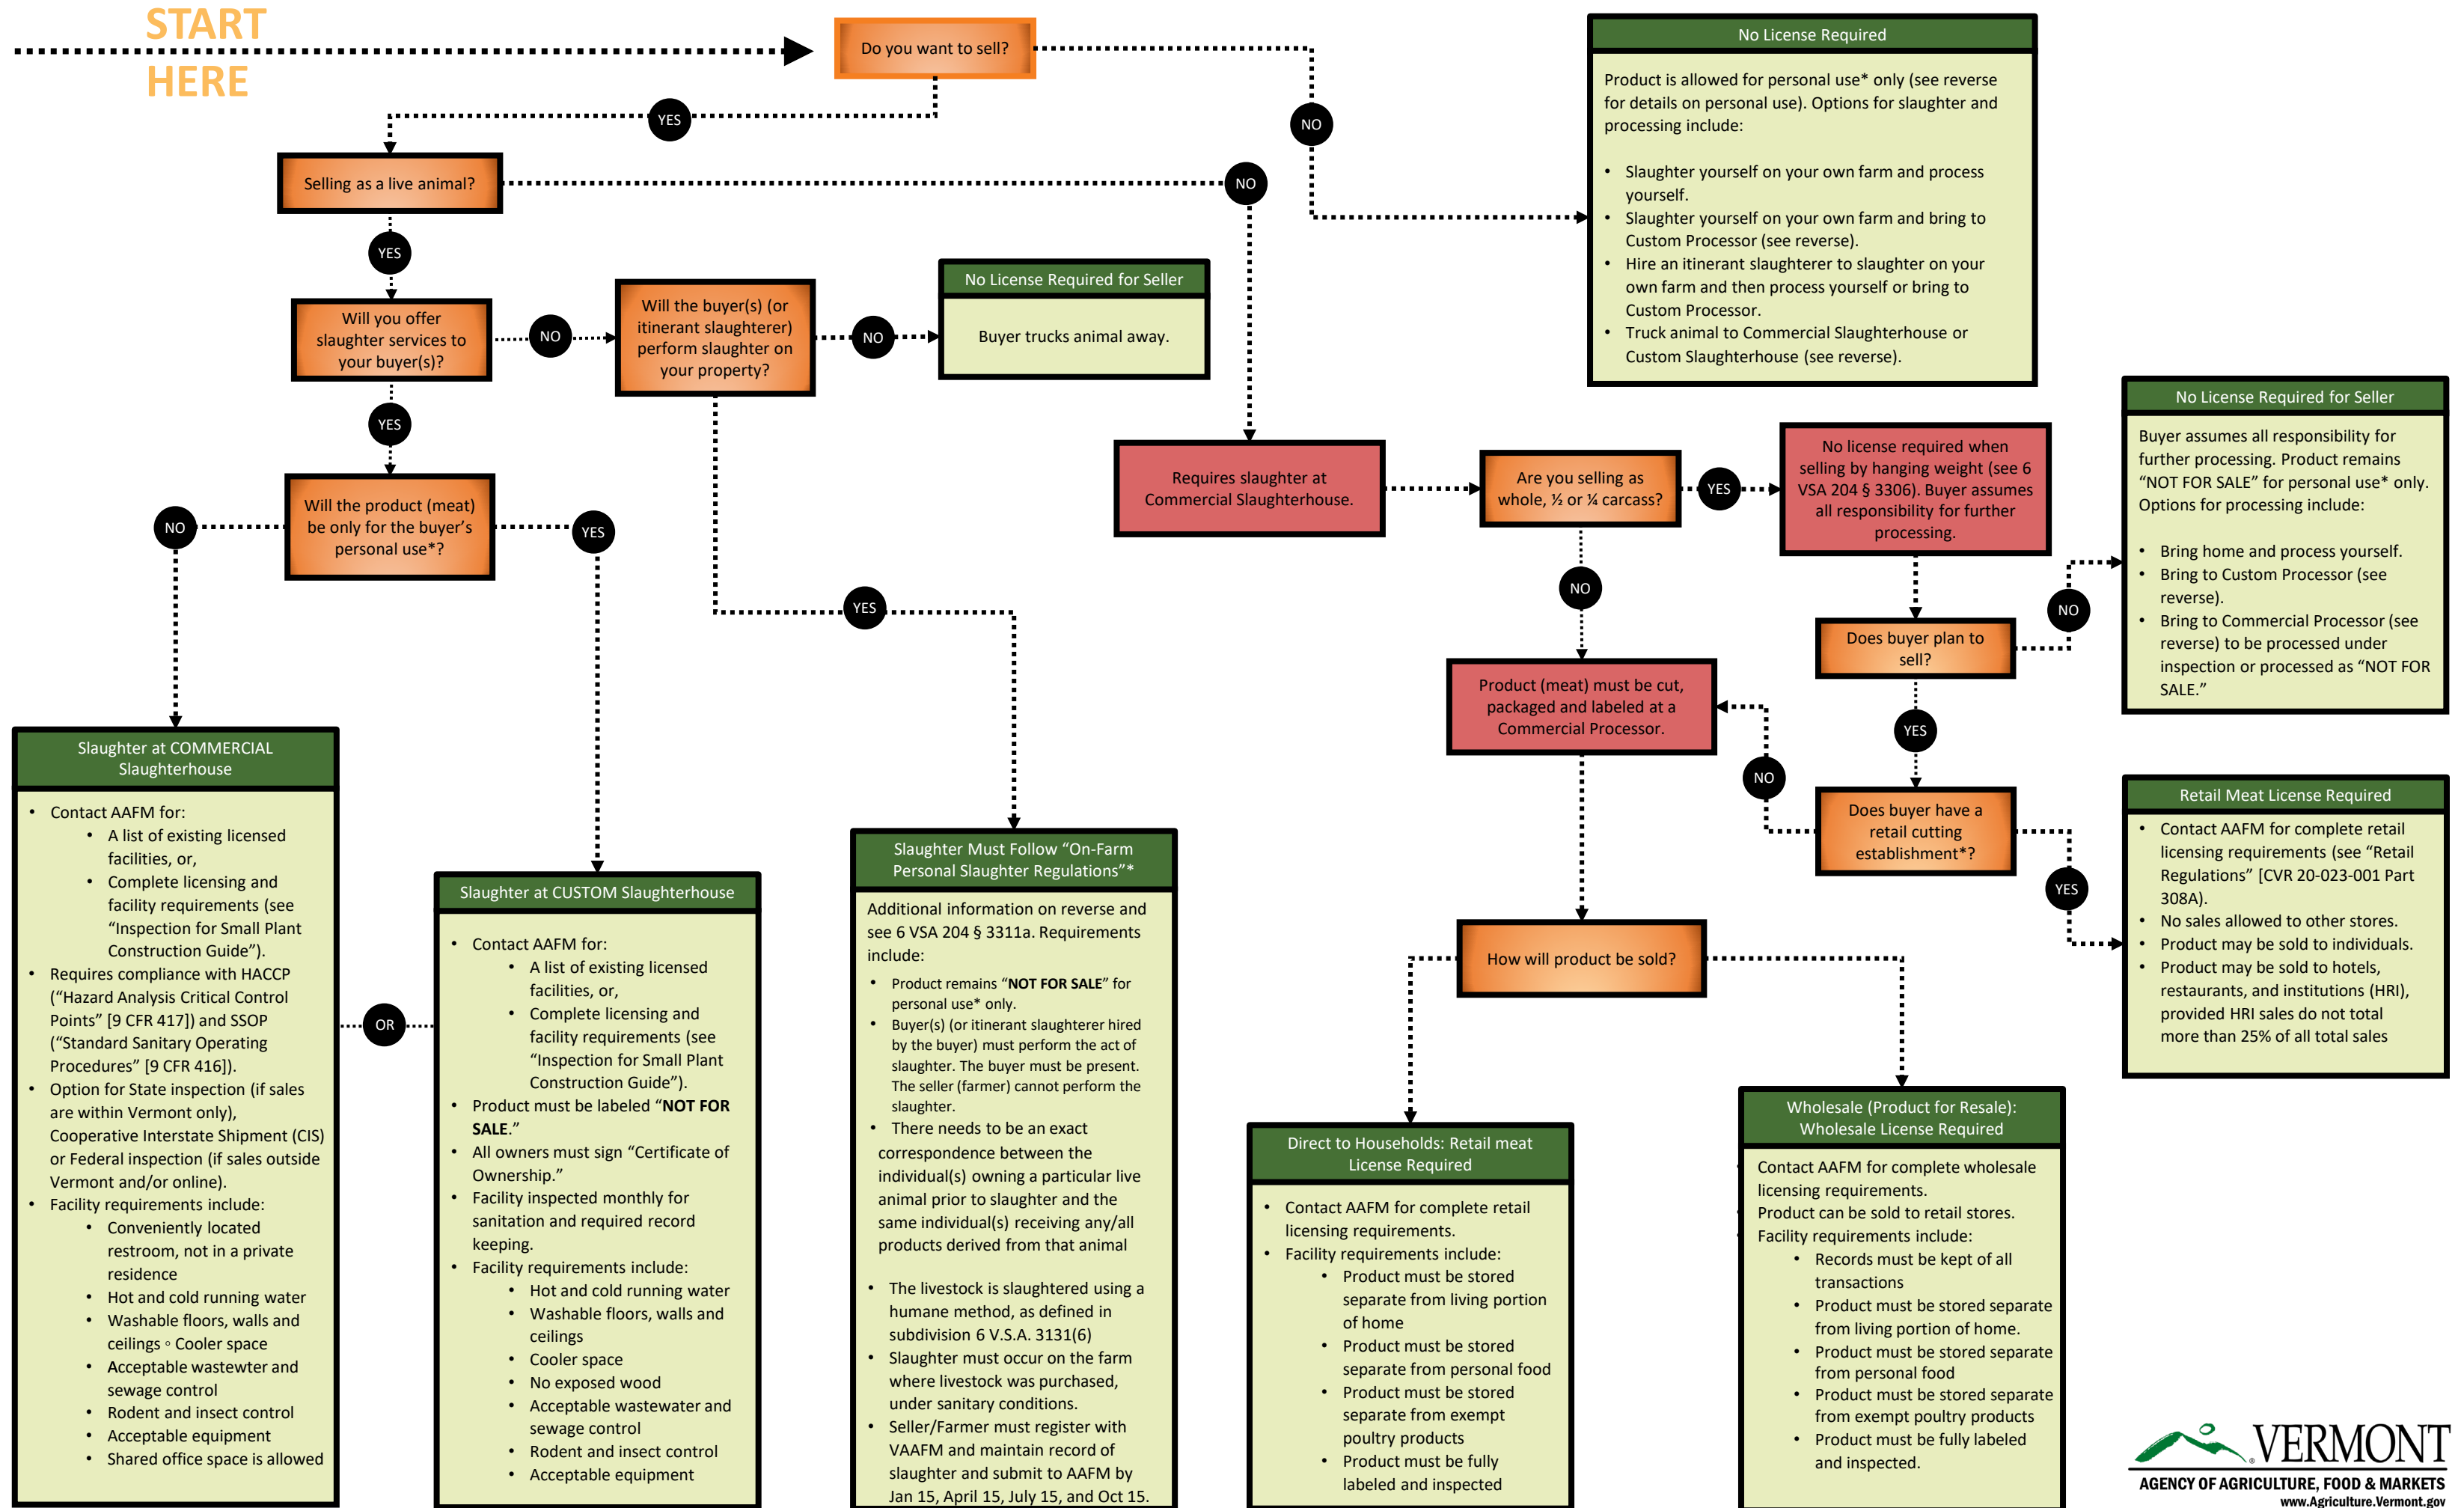 START
HERE
Do you want to sell?
YES
NO
No License Required
Product is allowed for personal use* only (see reverse
for details on personal use). Options for slaughter and
processing include:
• Slaughter yourself on your own farm and process
yourself.
• Slaughter yourself on your own farm and bring to
Custom Processor (see reverse).
• Hire an itinerant slaughterer to slaughter on your
own farm and then process yourself or bring to
Custom Processor.
• Truck animal to Commercial Slaughterhouse or
Custom Slaughterhouse (see reverse).
Selling as a live animal?
NO
YES
Will you offer
slaughter services to
your buyer(s)?
NO
Will the buyer(s) (or
itinerant slaughterer)
perform slaughter on
your property?
NO
No License Required for Seller
Buyer trucks animal away.
YES
Will the product (meat)
be only for the buyer's
personal use*?
NO
YES
YES
Requires slaughter at
Commercial Slaughterhouse.
Are you selling as
whole, ½ or ¼ carcass?
YES
No license required when
selling by hanging weight (see 6
VSA 204 § 3306). Buyer assumes
all responsibility for further
processing.
No License Required for Seller
Buyer assumes all responsibility for
further processing. Product remains
"NOT FOR SALE" for personal use* only.
Options for processing include:
• Bring home and process yourself.
• Bring to Custom Processor (see
reverse).
• Bring to Commercial Processor (see
reverse) to be processed under
inspection or processed as "NOT FOR
SALE."
NO
NO
Does buyer plan to
sell?
YES
Product (meat) must be cut,
packaged and labeled at a
Commercial Processor.
NO
Does buyer have a
retail cutting
establishment*?
YES
Retail Meat License Required
• Contact AAFM for complete retail
licensing requirements (see "Retail
Regulations" [CVR 20-023-001 Part
308A).
• No sales allowed to other stores.
• Product may be sold to individuals.
• Product may be sold to hotels,
restaurants, and institutions (HRI),
provided HRI sales do not total
more than 25% of all total sales
How will product be sold?
Slaughter at COMMERCIAL
Slaughterhouse
• Contact AAFM for:
• A list of existing licensed
facilities, or,
• Complete licensing and
facility requirements (see
"Inspection for Small Plant
Construction Guide").
• Requires compliance with HACCP
("Hazard Analysis Critical Control
Points" [9 CFR 417]) and SSOP
("Standard Sanitary Operating
Procedures" [9 CFR 416]).
• Option for State inspection (if sales
are within Vermont only),
Cooperative Interstate Shipment (CIS)
or Federal inspection (if sales outside
Vermont and/or online).
• Facility requirements include:
• Conveniently located
restroom, not in a private
residence
• Hot and cold running water
• Washable floors, walls and
ceilings ◦ Cooler space
• Acceptable wastewter and
sewage control
• Rodent and insect control
• Acceptable equipment
• Shared office space is allowed
OR
Slaughter at CUSTOM Slaughterhouse
• Contact AAFM for:
• A list of existing licensed
facilities, or,
• Complete licensing and
facility requirements (see
"Inspection for Small Plant
Construction Guide").
• Product must be labeled "NOT FOR
SALE."
• All owners must sign "Certificate of
Ownership."
• Facility inspected monthly for
sanitation and required record
keeping.
• Facility requirements include:
• Hot and cold running water
• Washable floors, walls and
ceilings
• Cooler space
• No exposed wood
• Acceptable wastewater and
sewage control
• Rodent and insect control
• Acceptable equipment
Slaughter Must Follow "On-Farm
Personal Slaughter Regulations"*
Additional information on reverse and
see 6 VSA 204 § 3311a. Requirements
include:
• Product remains "NOT FOR SALE" for
personal use* only.
• Buyer(s) (or itinerant slaughterer hired
by the buyer) must perform the act of
slaughter. The buyer must be present.
The seller (farmer) cannot perform the
slaughter.
• There needs to be an exact
correspondence between the
individual(s) owning a particular live
animal prior to slaughter and the
same individual(s) receiving any/all
products derived from that animal
• The livestock is slaughtered using a
humane method, as defined in
subdivision 6 V.S.A. 3131(6)
• Slaughter must occur on the farm
where livestock was purchased,
under sanitary conditions.
• Seller/Farmer must register with
VAAFM and maintain record of
slaughter and submit to AAFM by
Jan 15, April 15, July 15, and Oct 15.
Direct to Households: Retail meat
License Required
• Contact AAFM for complete retail
licensing requirements.
• Facility requirements include:
• Product must be stored
separate from living portion
of home
• Product must be stored
separate from personal food
• Product must be stored
separate from exempt
poultry products
• Product must be fully
labeled and inspected
Wholesale (Product for Resale):
Wholesale License Required
Contact AAFM for complete wholesale
licensing requirements.
Product can be sold to retail stores.
Facility requirements include:
• Records must be kept of all
transactions
• Product must be stored separate
from living portion of home.
• Product must be stored separate
from personal food
• Product must be stored separate
from exempt poultry products
• Product must be fully labeled
and inspected.
VERMONT
AGENCY OF AGRICULTURE, FOOD & MARKETS
www.Agriculture.Vermont.gov